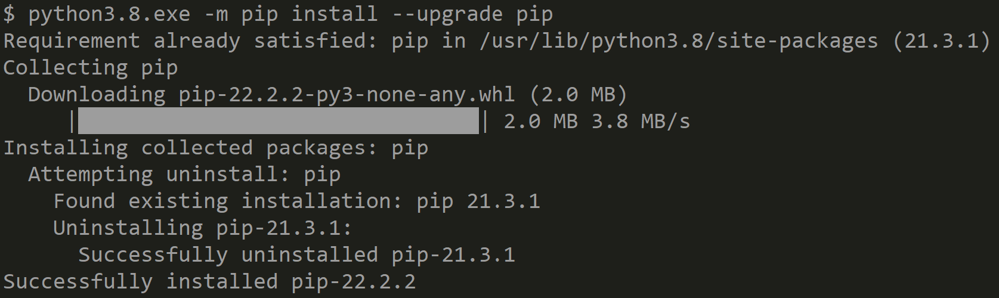 $ python3.8.exe -m pip install --upgrade pip
Requirement already satisfied: pip in /usr/lib/python3.8/site-packages (21.3.1)
Collecting pip
  Downloading pip-22.2.2-py3-none-any.whl (2.0 MB)
     |████████████████████████████████| 2.0 MB 3.8 MB/s
Installing collected packages: pip
  Attempting uninstall: pip
    Found existing installation: pip 21.3.1
    Uninstalling pip-21.3.1:
      Successfully uninstalled pip-21.3.1
Successfully installed pip-22.2.2